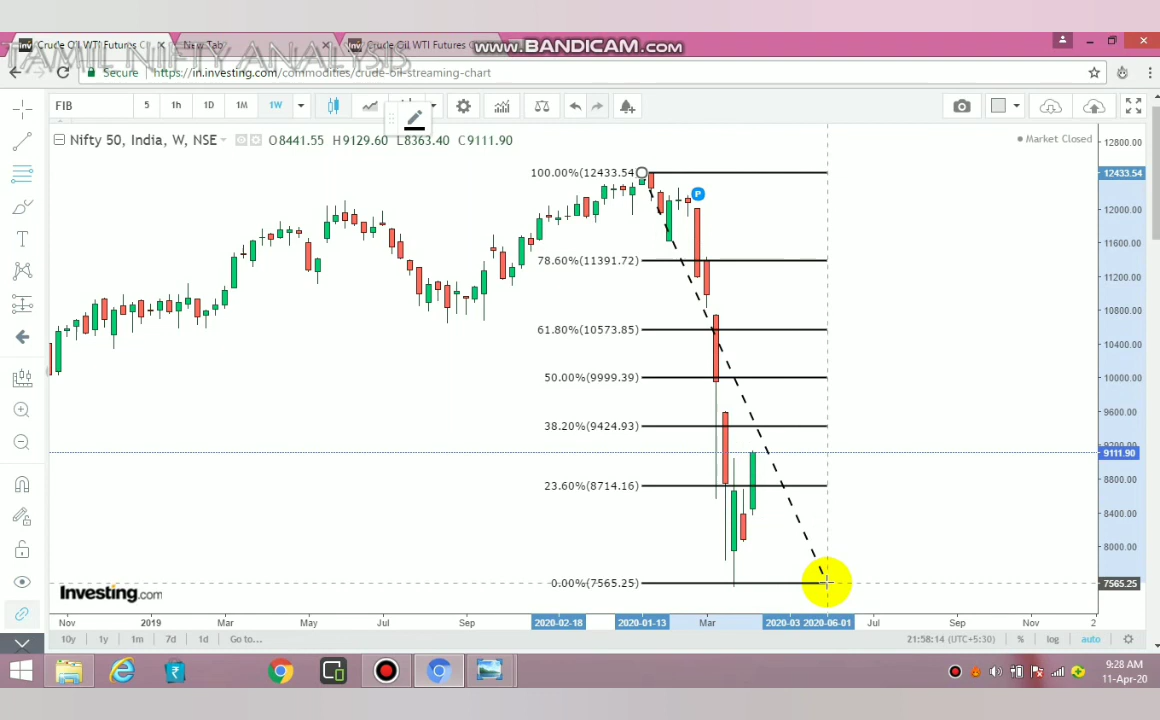 Crude Oil WTI Futures C
New Tab
Crude Oil WTI Futures C
www.BANDICAM.com
TAMIL NIFTY ANALYSIS
Secure
https://in.investing.com/commodities/crude-oil-streaming-chart
FIB
5
1h
1D
1M
1W
Nifty 50, India, W, NSE
O8441.55 H9129.60 L8363.40 C9111.90
Market Closed
100.00%(12433.54)
78.60%(11391.72)
61.80%(10573.85)
50.00%(9999.39)
38.20%(9424.93)
23.60%(8714.16)
0.00%(7565.25)
P
12800.00
12433.54
12000.00
11600.00
11200.00
10800.00
10400.00
10000.00
9600.00
9200.00
9111.90
8800.00
8400.00
8000.00
7565.25
Investing.com
Nov
2019
Mar
May
Jul
Sep
2020-02-18
2020-01-13
Mar
2020-03
2020-06-01
Jul
Sep
Nov
2
10y
1y
1m
7d
1d
Go to...
21:58:14 (UTC+5:30)
%
log
auto
9:28 AM
11-Apr-20